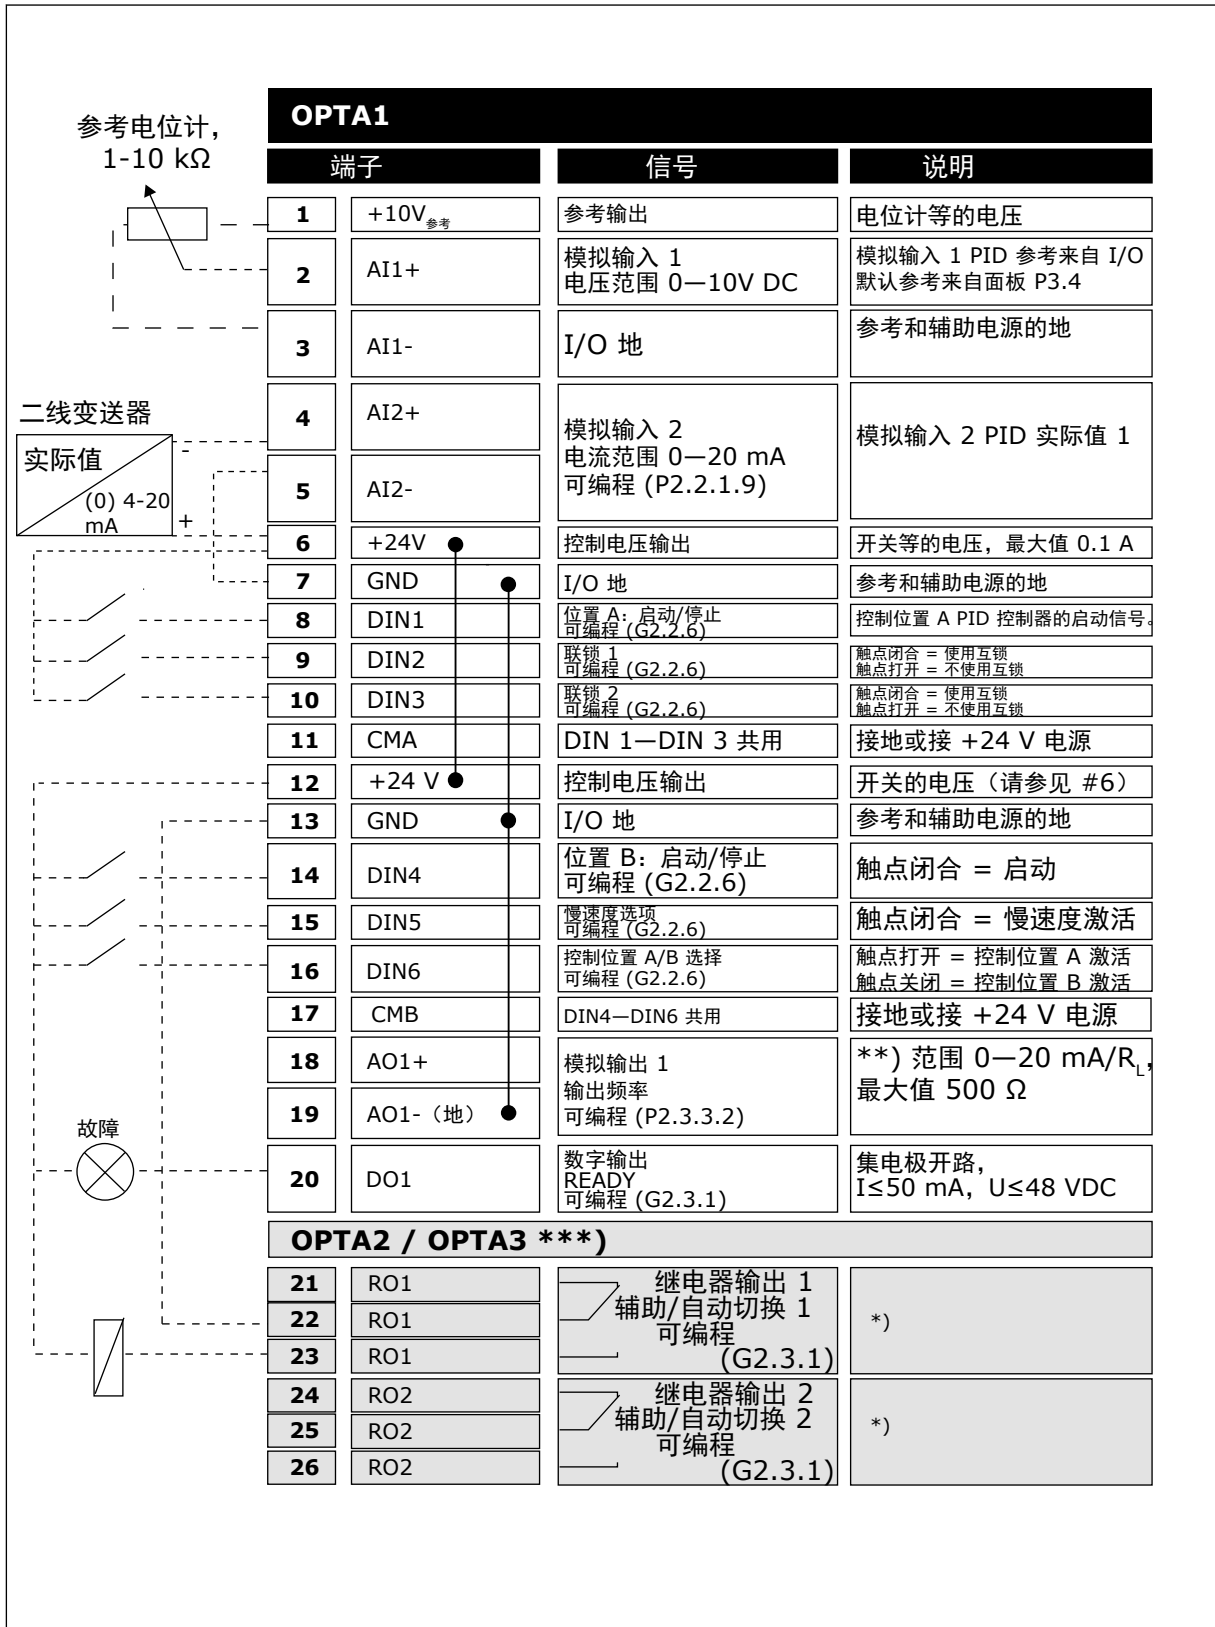 OPTA1
参考电位计，
1-10 kΩ
端子 信号 说明
1 +10V参考 参考输出 电位计等的电压
2 AI1+ 模拟输入 1
电压范围 0—10V DC
模拟输入 1 PID 参考来自 I/O
默认参考来自面板 P3.4
3 AI1- I/O 地 参考和辅助电源的地
二线变送器
实际值
(0) 4-20
mA
-
+
4 AI2+
5 AI2-
模拟输入 2
电流范围 0—20 mA
可编程 (P2.2.1.9)
模拟输入 2 PID 实际值 1
6 +24V 控制电压输出 开关等的电压，最大值 0.1 A
7 GND I/O 地 参考和辅助电源的地
8 DIN1 位置 A：启动/停止
可编程 (G2.2.6)
控制位置 A PID 控制器的启动信号。
9 DIN2 联锁 1
可编程 (G2.2.6)
触点闭合 = 使用互锁
触点打开 = 不使用互锁
10 DIN3 联锁 2
可编程 (G2.2.6)
触点闭合 = 使用互锁
触点打开 = 不使用互锁
11 CMA DIN 1—DIN 3 共用 接地或接 +24 V 电源
12 +24 V 控制电压输出 开关的电压（请参见 #6）
13 GND I/O 地 参考和辅助电源的地
14 DIN4 位置 B：启动/停止
可编程 (G2.2.6)
触点闭合 = 启动
15 DIN5 慢速度选项
可编程 (G2.2.6)
触点闭合 = 慢速度激活
16 DIN6 控制位置 A/B 选择
可编程 (G2.2.6)
触点打开 = 控制位置 A 激活
触点关闭 = 控制位置 B 激活
17 CMB DIN4—DIN6 共用 接地或接 +24 V 电源
18 AO1+
19 AO1-（地）
模拟输出 1
输出频率
可编程 (P2.3.3.2)
**) 范围 0—20 mA/RL，
最大值 500 Ω
故障
20 DO1 数字输出
READY
可编程 (G2.3.1)
集电极开路，
I≤50 mA，U≤48 VDC
OPTA2 / OPTA3 ***)
21 RO1
22 RO1
23 RO1
继电器输出 1
辅助/自动切换 1
可编程
(G2.3.1)
*)
24 RO2
25 RO2
26 RO2
继电器输出 2
辅助/自动切换 2
可编程
(G2.3.1)
*)